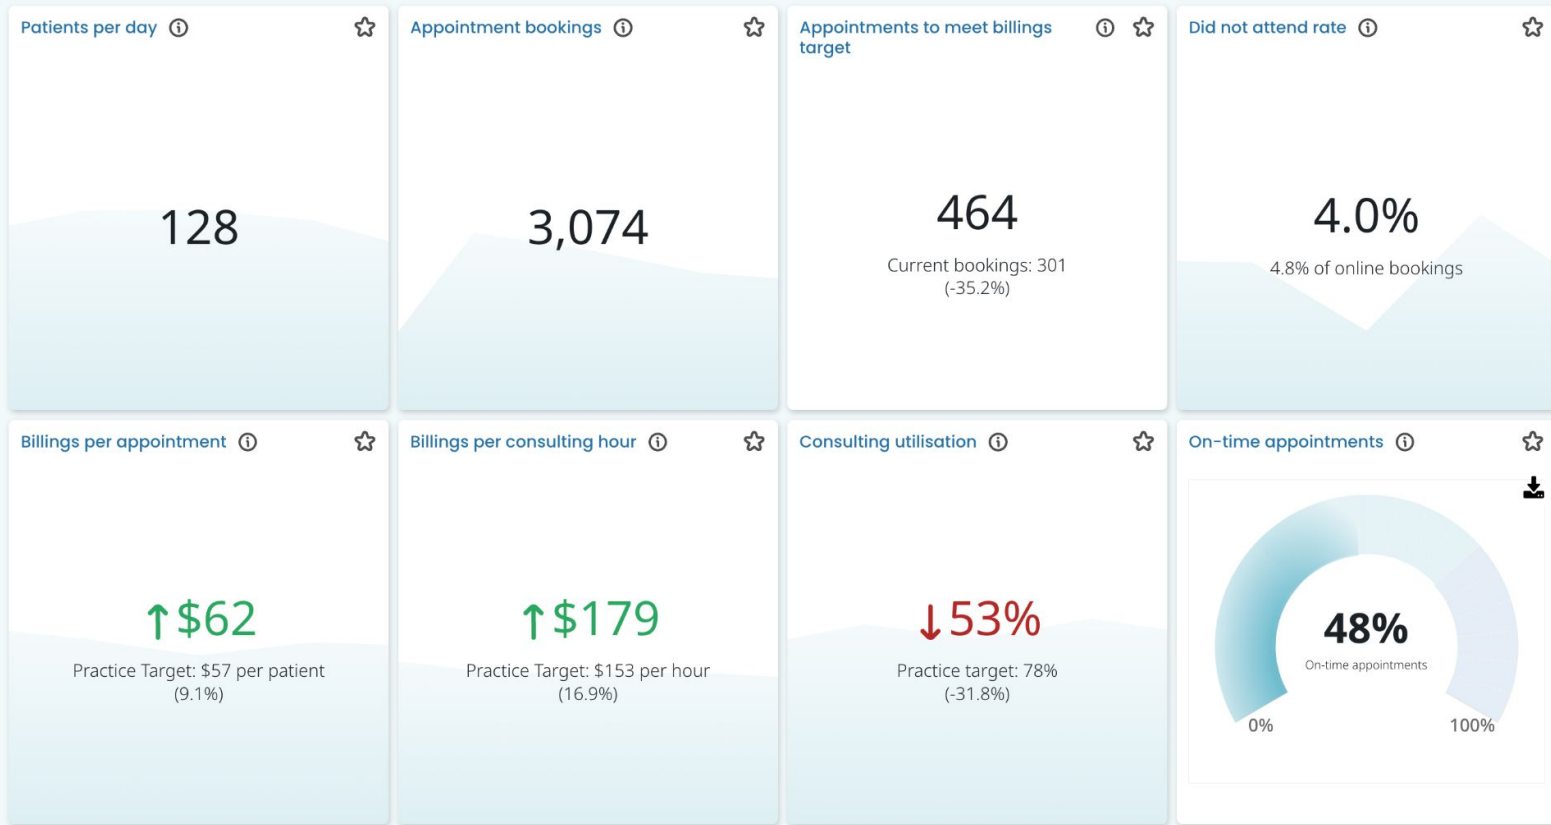 Patients per day
Appointment bookings
Appointments to meet billings
target
Did not attend rate
128
3,074
464
Current bookings: 301
(-35.2%)
4.0%
4.8% of online bookings
Billings per appointment
Billings per consulting hour
Consulting utilisation
On-time appointments
↑$62
Practice Target: $57 per patient
(9.1%)
↑$179
Practice Target: $153 per hour
(16.9%)
↓53%
Practice target: 78%
(-31.8%)
48%
On-time appointments
0%
100%